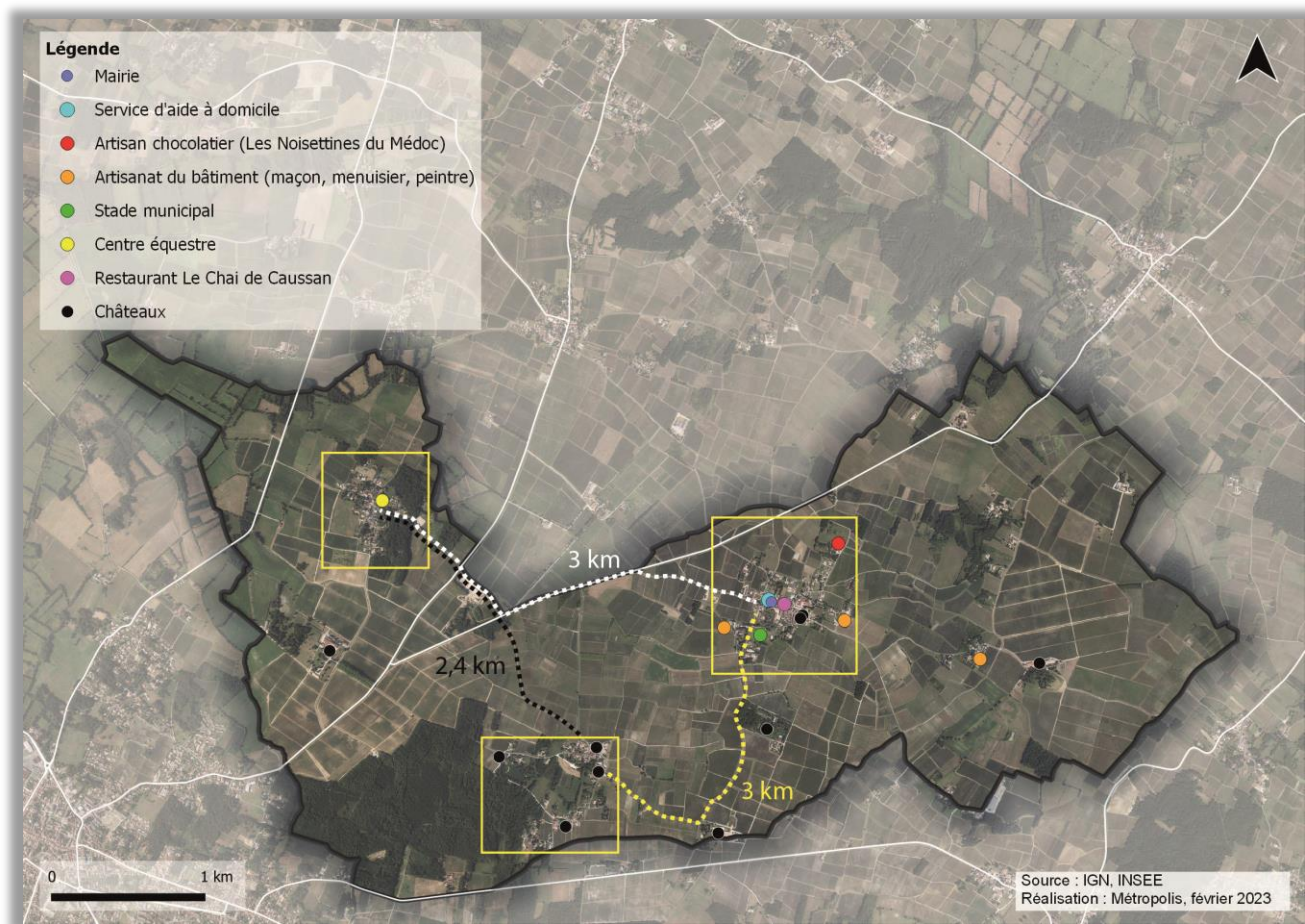 Légende
Mairie
Service d'aide à domicile
Artisan chocolatier (Les Noisettines du Médoc)
Artisanat du bâtiment (maçon, menuisier, peintre)
Stade municipal
Centre équestre
Restaurant Le Chai de Caussan
Châteaux
3 km
2,4 km
3 km
0 1 km
Source : IGN, INSEE
Réalisation : Métropolis, février 2023